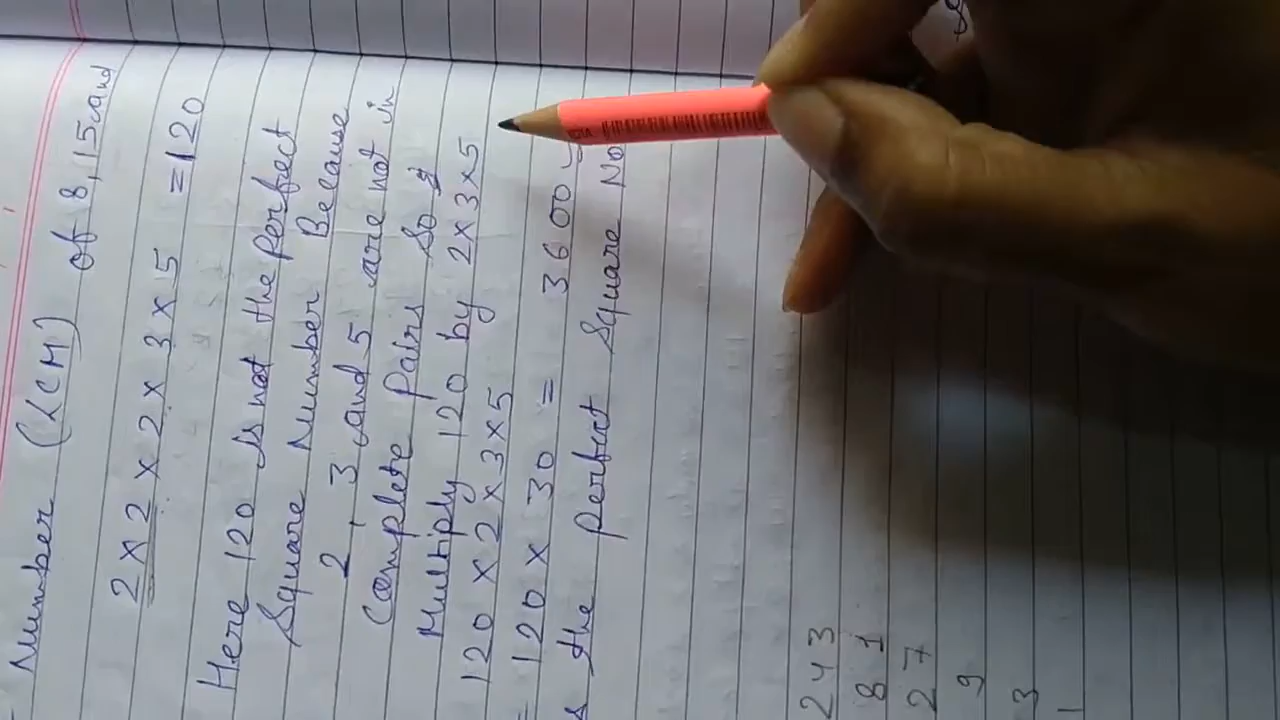 Number (LCM) of 8, 15 and
2 × 2 × 2 × 3 × 5 = 120
Here 120 is not the perfect
Square Number Because
2, 3 and 5 are not in
Complete Pairs so
Multiply 120 by 2 × 3 × 5
120 × 2 × 3 × 5
= 120 × 30 = 3600
the perfect square No
243
81
27
9
3
1